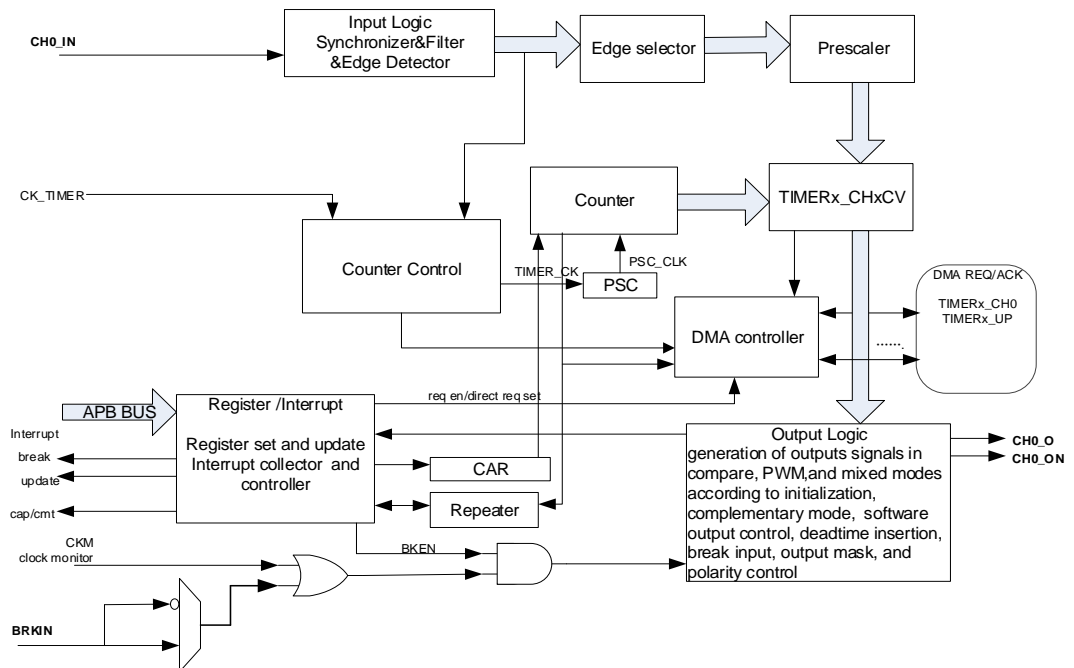 CH0_IN
Input Logic
Synchronizer&Filter
&Edge Detector
Edge selector
Prescaler
CK_TIMER
Counter Control
Counter
TIMERx_CHxCV
TIMER_CK
PSC_CLK
PSC
DMA REQ/ACK
TIMERx_CH0
TIMERx_UP
…….
DMA controller
req en/direct req set
APB BUS
Register /Interrupt
Register set and update
Interrupt collector and
controller
Interrupt
break
update
cap/cmt
CAR
Repeater
Output Logic
generation of outputs signals in
compare, PWM,and mixed modes
according to initialization,
complementary mode, software
output control, deadtime insertion,
break input, output mask, and
polarity control
CH0_O
CH0_ON
CKM
clock monitor
BKEN
BRKIN